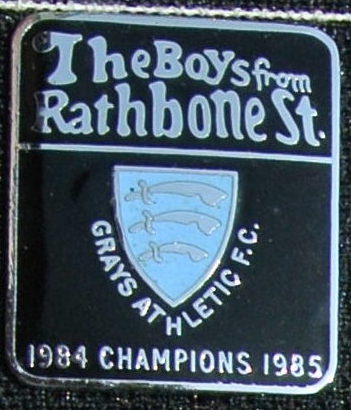 The Boys from
Rathbone St.
GRAYS ATHLETIC F.C.
1984 CHAMPIONS 1985